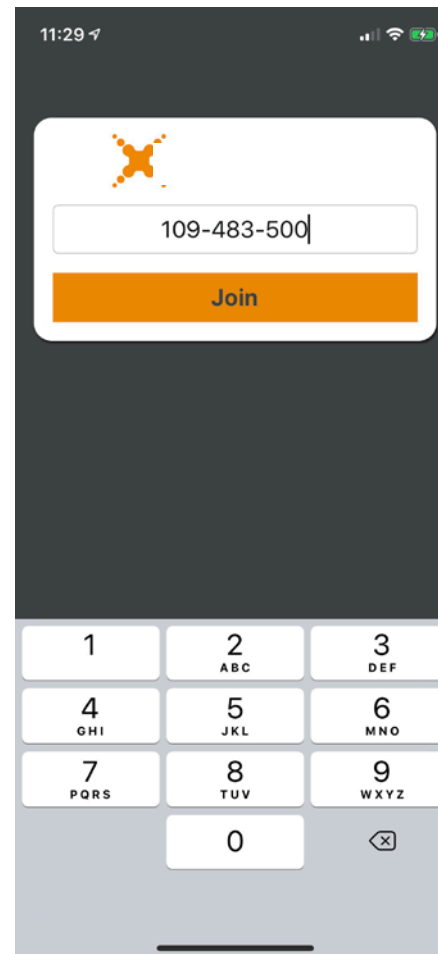 11:29
109-483-500
Join
1
2
ABC
3
DEF
4
GHI
5
JKL
6
MNO
7
PQRS
8
TUV
9
WXYZ
0